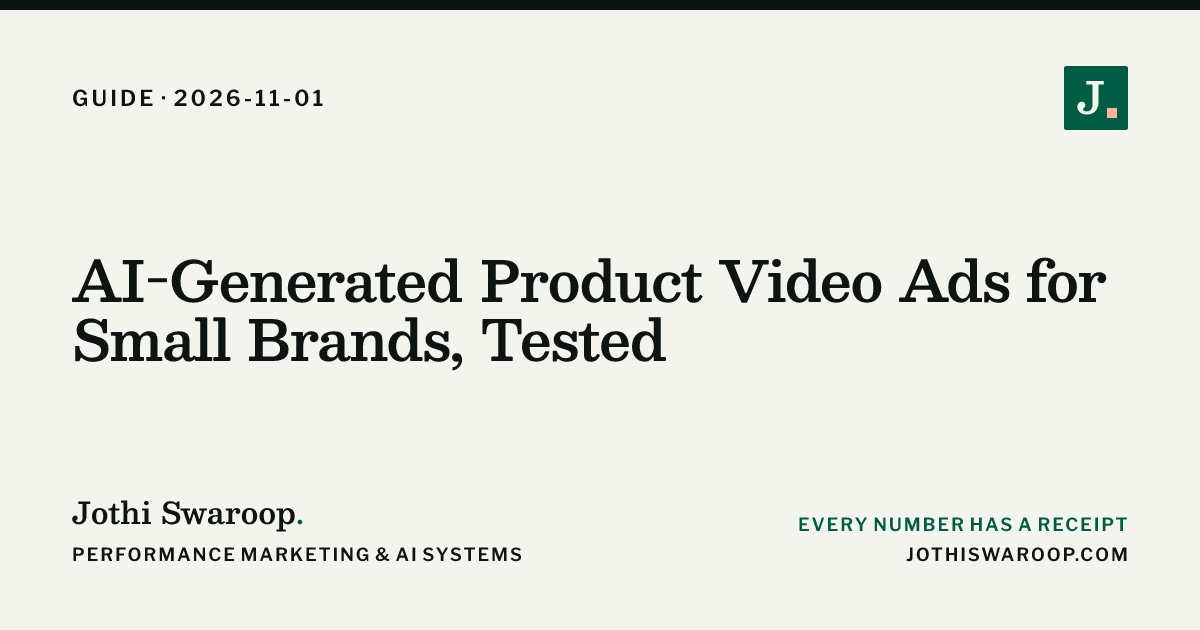 GUIDE · 2026-11-01
J.
AI-Generated Product Video Ads for
Small Brands, Tested
Jothi Swaroop.
PERFORMANCE MARKETING & AI SYSTEMS
EVERY NUMBER HAS A RECEIPT
JOTHISWAROOP.COM